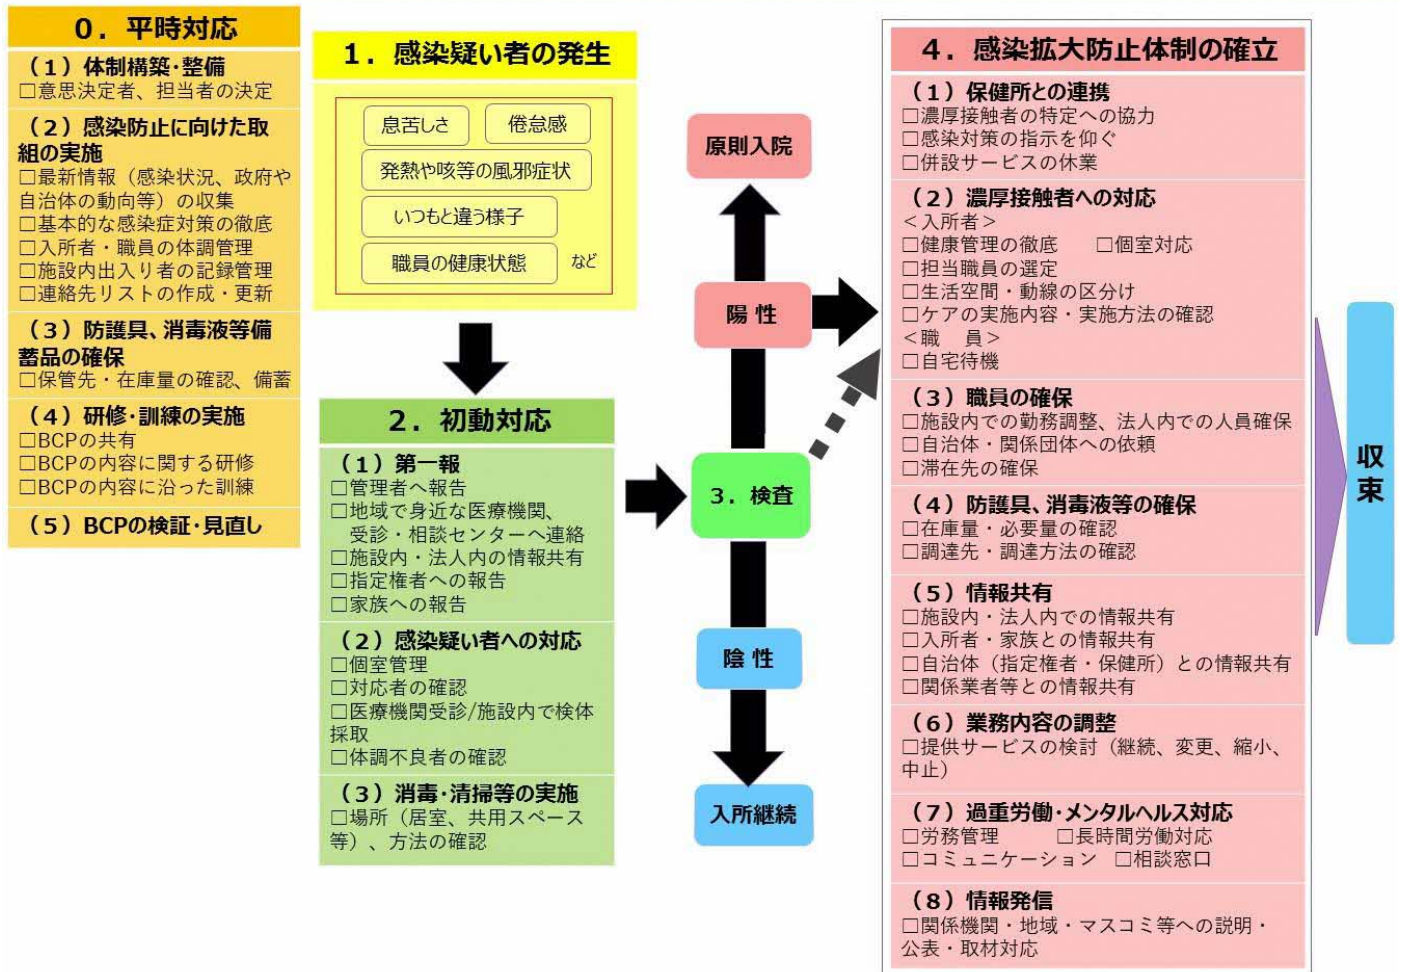 0．平時対応
（1）体制構築・整備
□意思決定者、担当者の決定
（2）感染防止に向けた取
組の実施
□最新情報（感染状況、政府や
自治体の動向等）の収集
□基本的な感染症対策の徹底
□入所者・職員の体調管理
□施設内出入り者の記録管理
□連絡先リストの作成・更新
（3）防護具、消毒液等備
蓄品の確保
□保管先・在庫量の確認、備蓄
（4）研修・訓練の実施
□BCPの共有
□BCPの内容に関する研修
□BCPの内容に沿った訓練
（5）BCPの検証・見直し
1．感染疑い者の発生
息苦しさ
倦怠感
発熱や咳等の風邪症状
いつもと違う様子
職員の健康状態
など
2．初動対応
（1）第一報
□管理者へ報告
□地域で身近な医療機関、
受診・相談センターへ連絡
□施設内・法人内の情報共有
□指定権者への報告
□家族への報告
（2）感染疑い者への対応
□個室管理
□対応者の確認
□医療機関受診/施設内で検体
採取
□体調不良者の確認
（3）消毒・清掃等の実施
□場所（居室、共用スペース
等）、方法の確認
原則入院
陽性
3．検査
陰性
入所継続
4．感染拡大防止体制の確立
（1）保健所との連携
□濃厚接触者の特定への協力
□感染対策の指示を仰ぐ
□併設サービスの休業
（2）濃厚接触者への対応
＜入所者＞
□健康管理の徹底　　□個室対応
□担当職員の選定
□生活空間・動線の区分け
□ケアの実施内容・実施方法の確認
＜職　員＞
□自宅待機
（3）職員の確保
□施設内での勤務調整、法人内での人員確保
□自治体・関係団体への依頼
□滞在先の確保
（4）防護具、消毒液等の確保
□在庫量・必要量の確認
□調達先・調達方法の確認
（5）情報共有
□施設内・法人内での情報共有
□入所者・家族との情報共有
□自治体（指定権者・保健所）との情報共有
□関係業者等との情報共有
（6）業務内容の調整
□提供サービスの検討（継続、変更、縮小、
中止）
（7）過重労働・メンタルヘルス対応
□労務管理　　　□長時間労働対応
□コミュニケーション　□相談窓口
（8）情報発信
□関係機関・地域・マスコミ等への説明・
公表・取材対応
収束